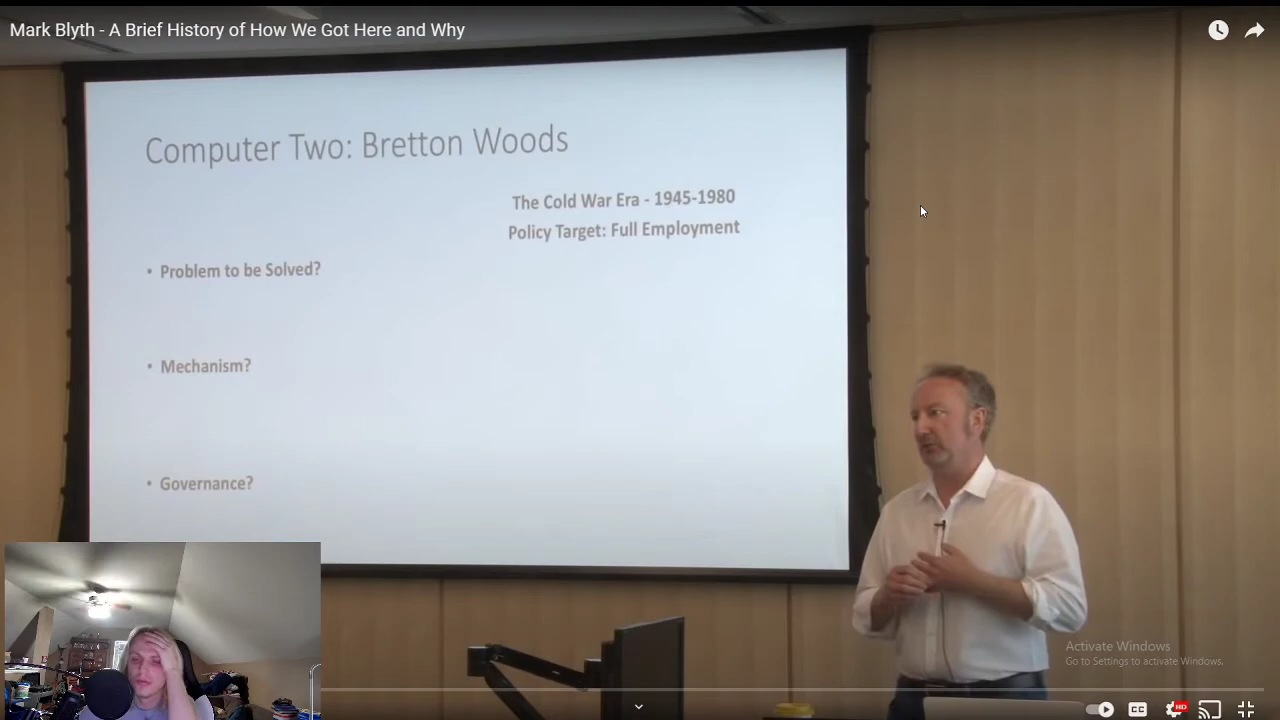 Mark Blyth - A Brief History of How We Got Here and Why
Computer Two: Bretton Woods
The Cold War Era - 1945-1980
Policy Target: Full Employment
• Problem to be Solved?
• Mechanism?
• Governance?
Activate Windows
Go to Settings to activate Windows.
CC
HD